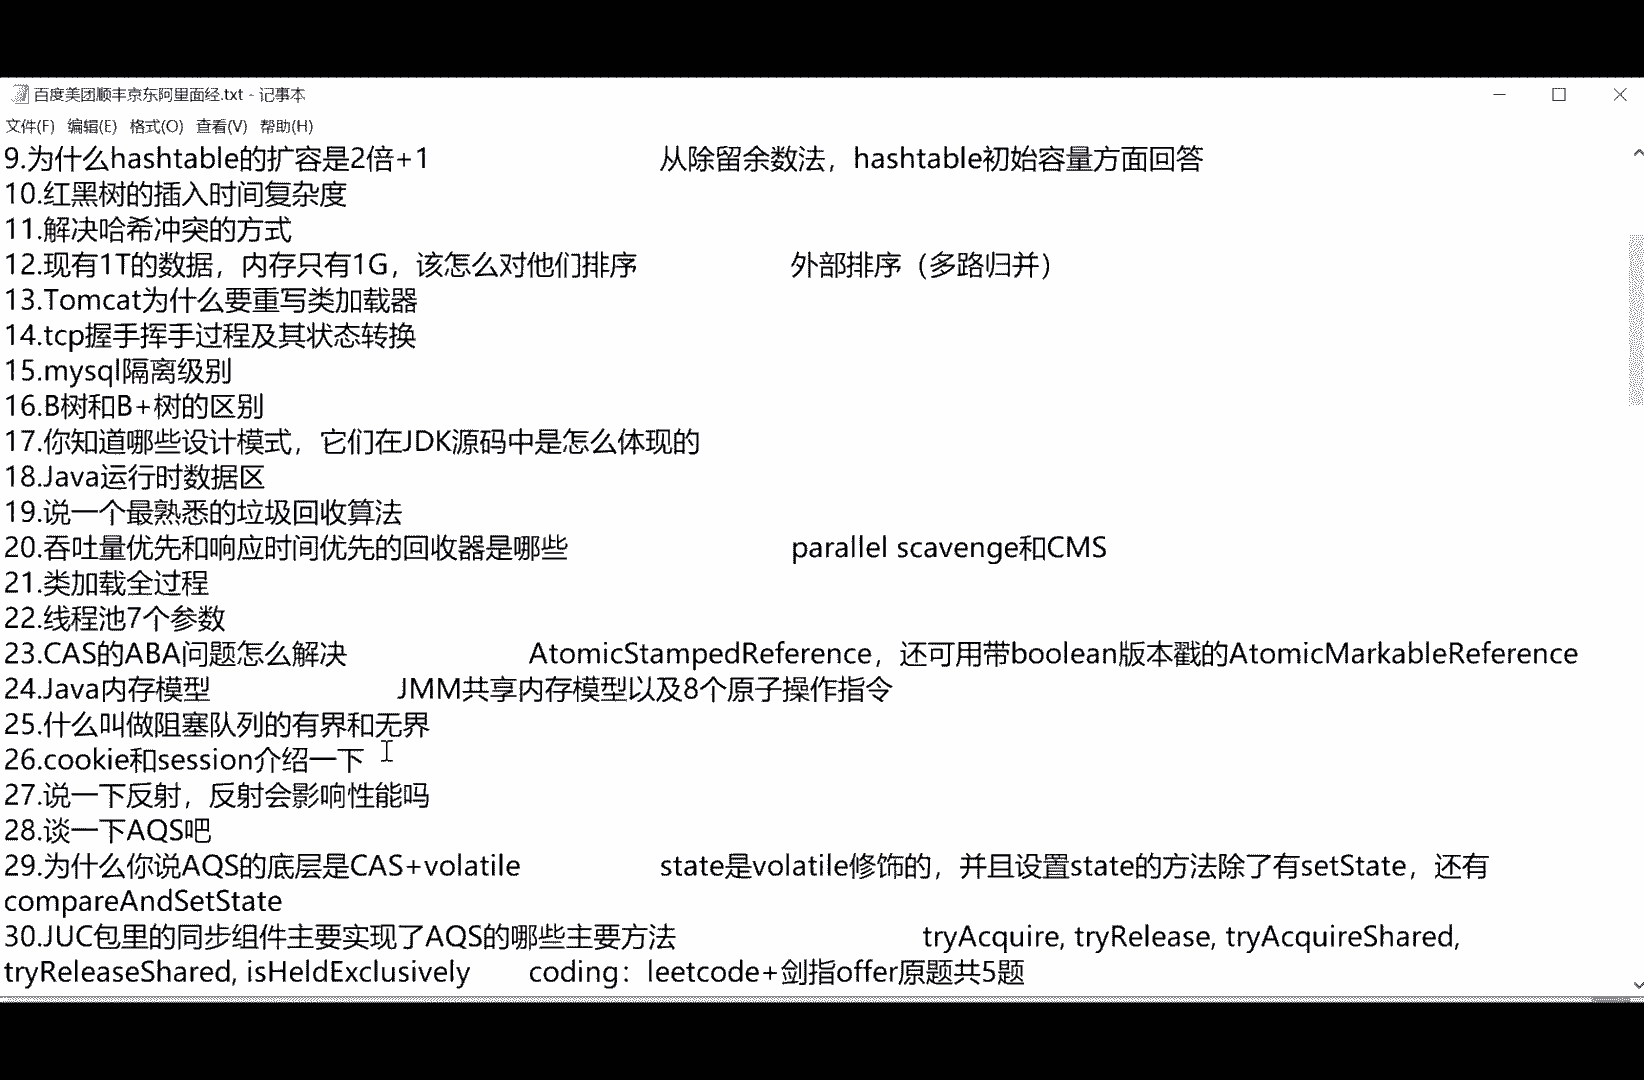 百度美团顺丰京东阿里面经.txt - 记事本
文件(F) 编辑(E) 格式(O) 查看(V) 帮助(H)
9.为什么hashtable的扩容是2倍+1 从除留余数法，hashtable初始容量方面回答
10.红黑树的插入时间复杂度
11.解决哈希冲突的方式
12.现有1T的数据，内存只有1G，该怎么对他们排序 外部排序（多路归并）
13.Tomcat为什么要重写类加载器
14.tcp握手挥手过程及其状态转换
15.mysql隔离级别
16.B树和B+树的区别
17.你知道哪些设计模式，它们在JDK源码中是怎么体现的
18.Java运行时数据区
19.说一个最熟悉的垃圾回收算法
20.吞吐量优先和响应时间优先的回收器是哪些 parallel scavenge和CMS
21.类加载全过程
22.线程池7个参数
23.CAS的ABA问题怎么解决 AtomicStampedReference，还可用带boolean版本戳的AtomicMarkableReference
24.Java内存模型 JMM共享内存模型以及8个原子操作指令
25.什么叫做阻塞队列的有界和无界
26.cookie和session介绍一下
27.说一下反射，反射会影响性能吗
28.谈一下AQS吧
29.为什么你说AQS的底层是CAS+volatile state是volatile修饰的，并且设置state的方法除了有setState，还有
compareAndSetState
30.JUC包里的同步组件主要实现了AQS的哪些主要方法 tryAcquire, tryRelease, tryAcquireShared,
tryReleaseShared, isHeldExclusively coding：leetcode+剑指offer原题共5题